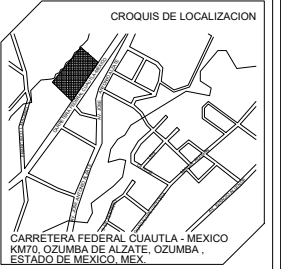 CROQUIS DE LOCALIZACION
CARRETERA FEDERAL CUAUTLA - MEXICO
KM70, OZUMBA DE ALZATE, OZUMBA ,
ESTADO DE MEXICO, MEX.